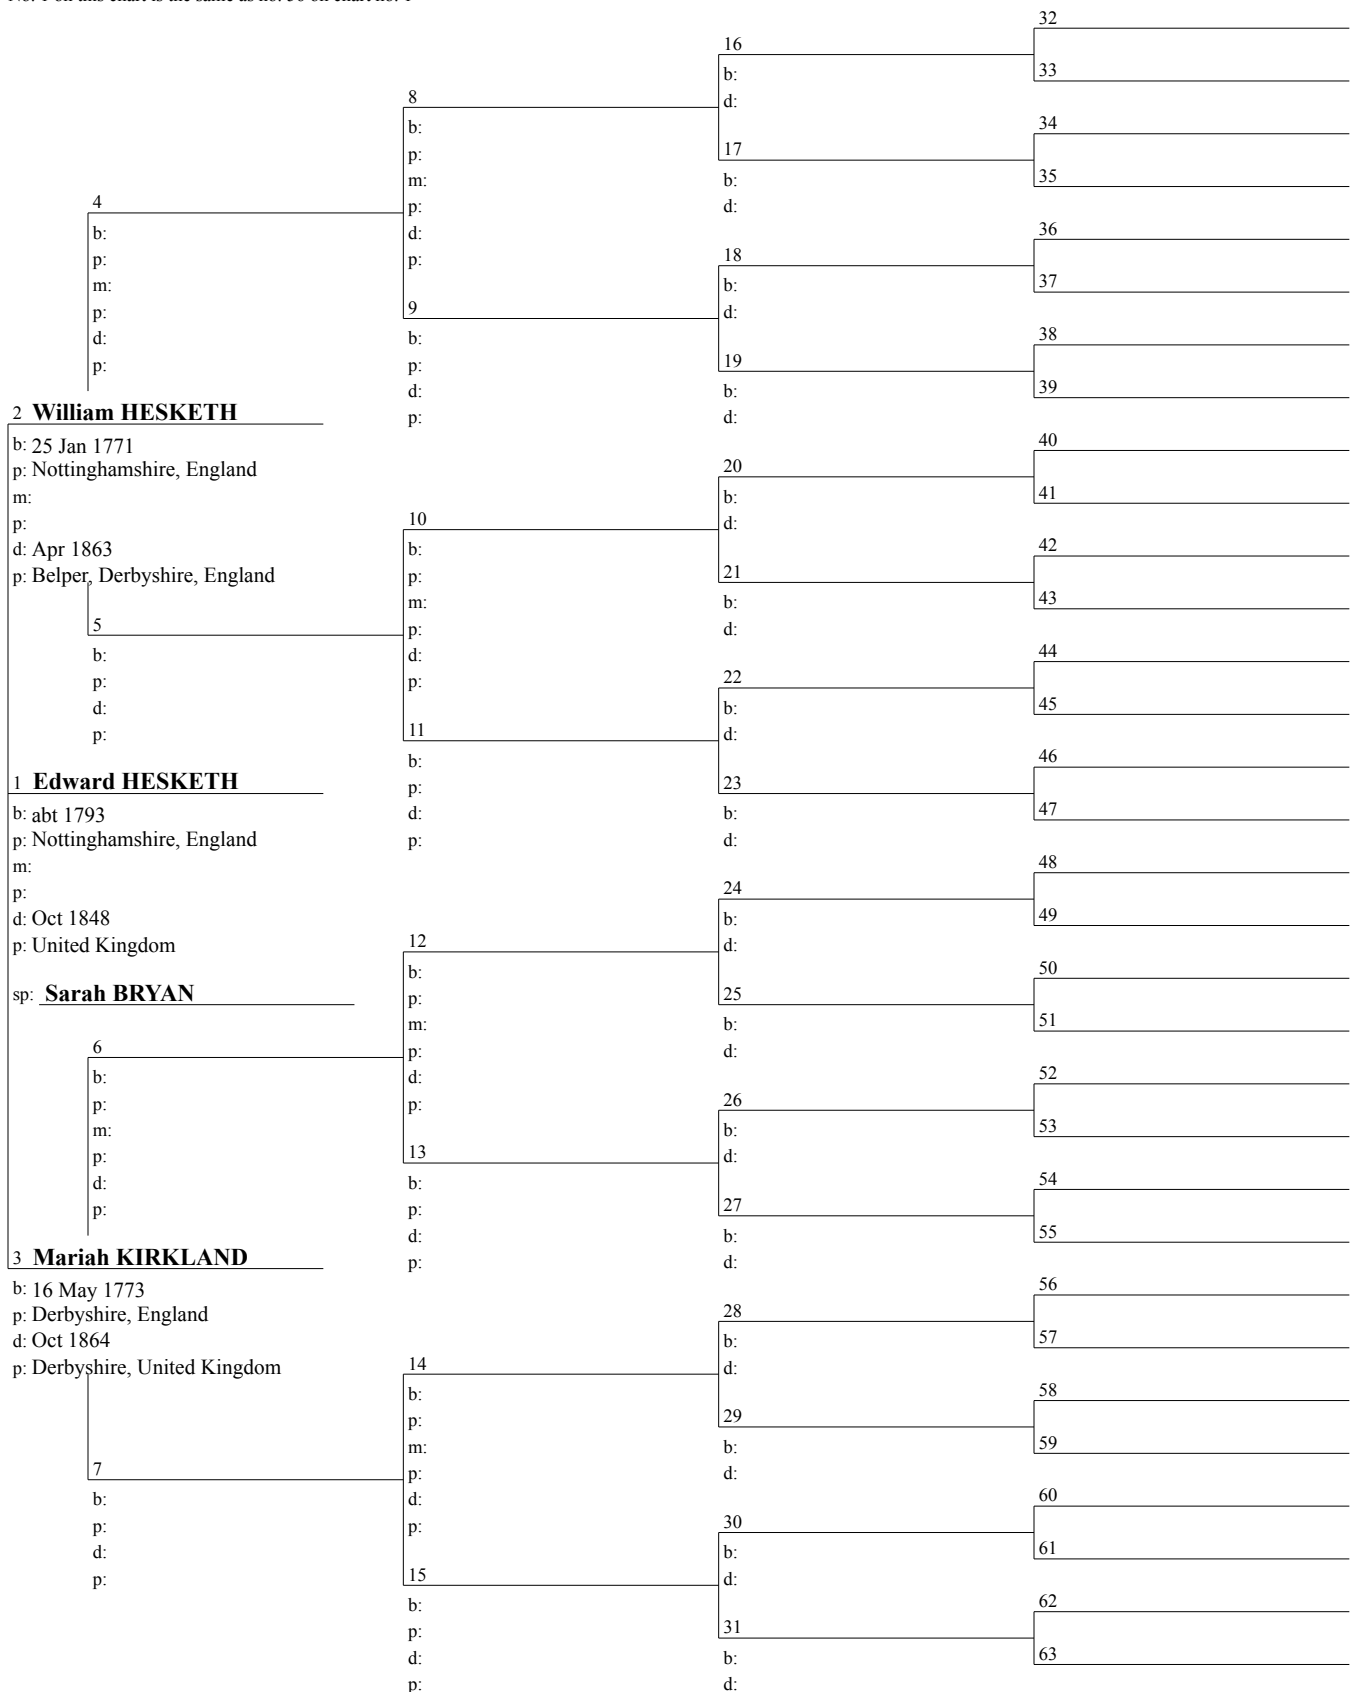 No. 1 on this chart is the same as no. on chart no. 1
2 William HESKETH
b: 25 Jan 1771
p: Nottinghamshire, England
m:
p:
d: Apr 1863
p: Belper, Derbyshire, England
1 Edward HESKETH
b: abt 1793
p: Nottinghamshire, England
m:
p:
d: Oct 1848
p: United Kingdom
sp: Sarah BRYAN
3 Mariah KIRKLAND
b: 16 May 1773
p: Derbyshire, England
d: Oct 1864
p: Derbyshire, United Kingdom
4
b:
p:
m:
p:
d:
p:
5
b:
p:
d:
p:
6
b:
p:
m:
p:
d:
p:
7
b:
p:
d:
p:
8
b:
p:
m:
p:
d:
p:
9
b:
p:
d:
p:
10
b:
p:
m:
p:
d:
p:
11
b:
p:
d:
p:
12
b:
p:
m:
p:
d:
p:
13
b:
p:
d:
p:
14
b:
p:
m:
p:
d:
p:
15
b:
p:
d:
p:
16
b:
d:
17
b:
d:
18
b:
d:
19
b:
d:
20
b:
d:
21
b:
d:
22
b:
d:
23
b:
d:
24
b:
d:
25
b:
d:
26
b:
d:
27
b:
d:
28
b:
d:
29
b:
d:
30
b:
d:
31
b:
d:
32
33
34
35
36
37
38
39
40
41
42
43
44
45
46
47
48
49
50
51
52
53
54
55
56
57
58
59
60
61
62
63